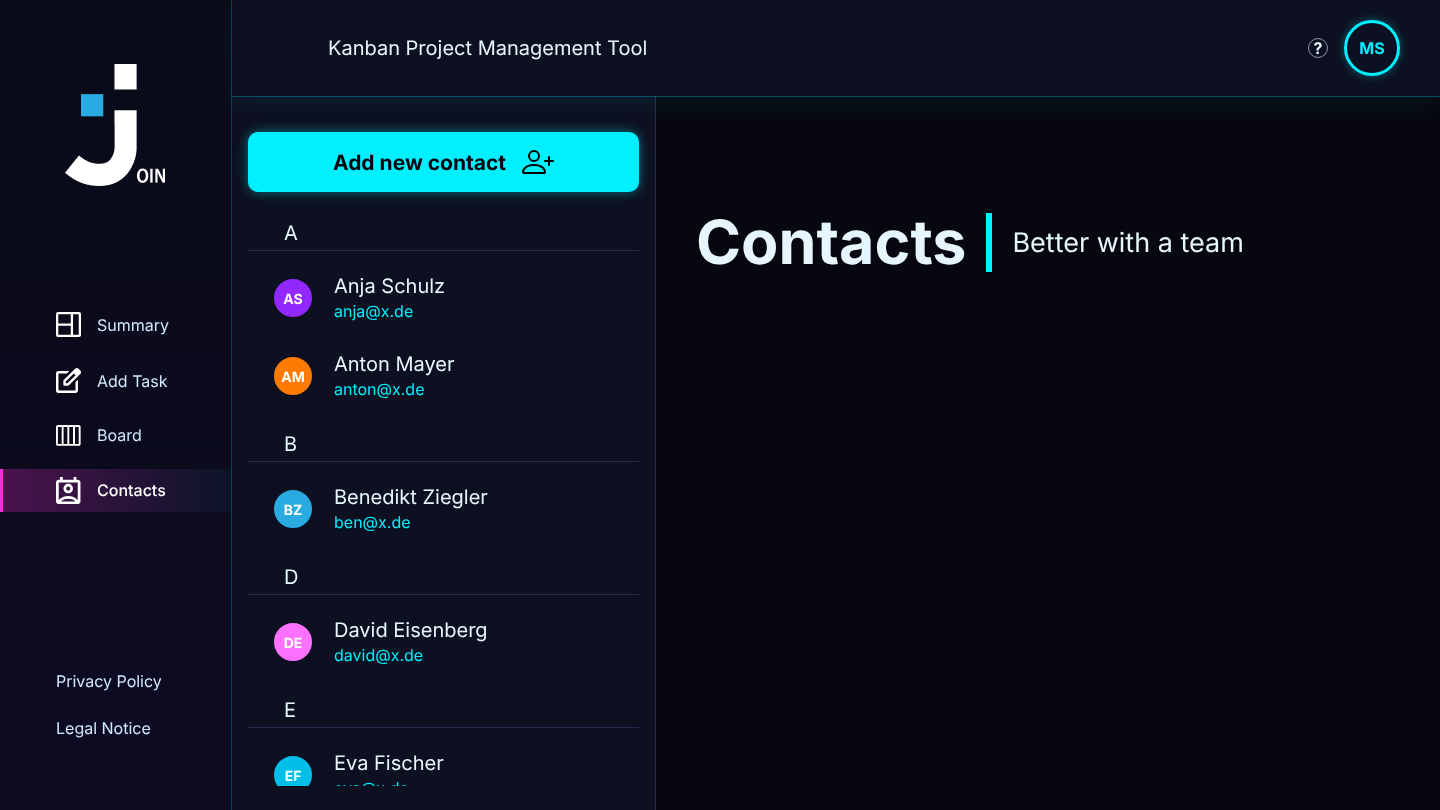 Kanban Project Management Tool
?
MS
J
OIN
Summary
Add Task
Board
Contacts
Privacy Policy
Legal Notice
Add new contact
A
AS
Anja Schulz
anja@x.de
AM
Anton Mayer
anton@x.de
B
BZ
Benedikt Ziegler
ben@x.de
D
DE
David Eisenberg
david@x.de
E
EF
Eva Fischer
Contacts
Better with a team